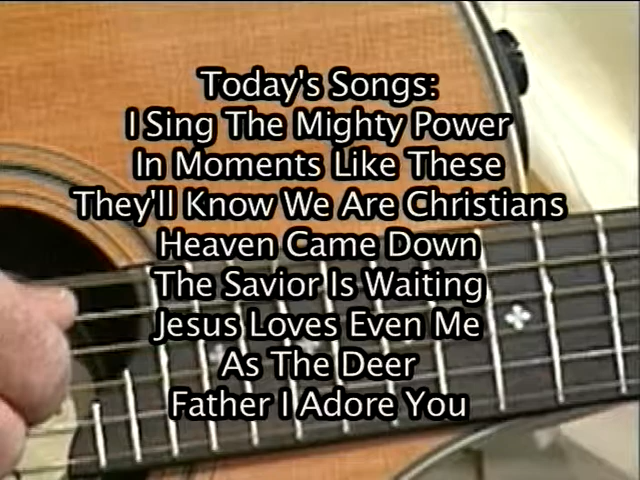 Today's Songs:
I Sing The Mighty Power
In Moments Like These
They'll Know We Are Christians
Heaven Came Down
The Savior Is Waiting
Jesus Loves Even Me
As The Deer
Father I Adore You